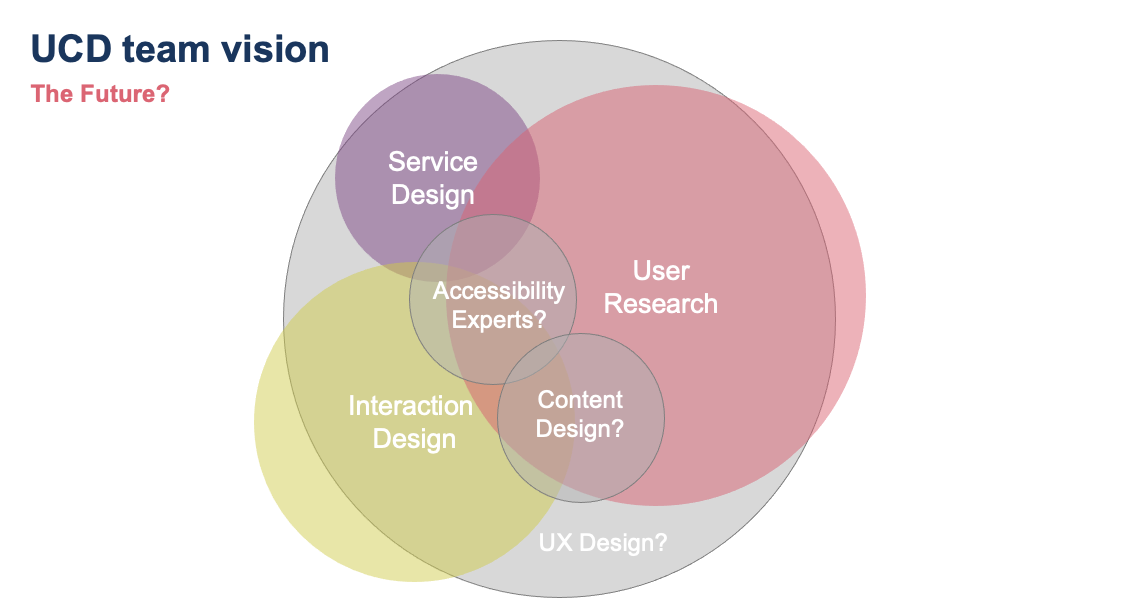 UCD team vision
The Future?
Service
Design
User
Research
Accessibility
Experts?
Interaction
Design
Content
Design?
UX Design?